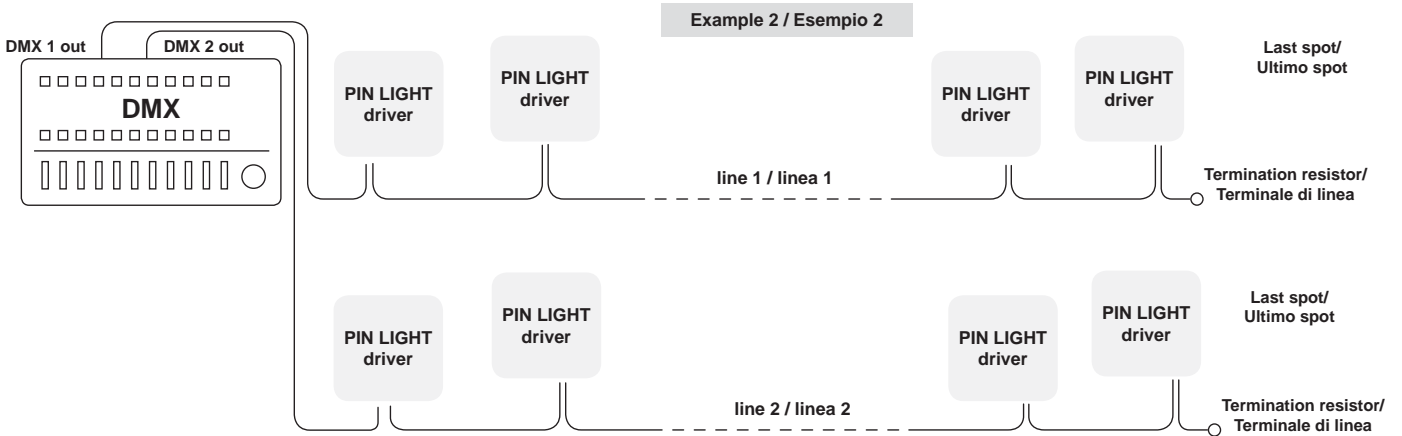 Example 2 / Esempio 2
DMX 1 out
DMX 2 out
DMX
PIN LIGHT
driver
PIN LIGHT
driver
PIN LIGHT
driver
PIN LIGHT
driver
Last spot/
Ultimo spot
line 1 / linea 1
Termination resistor/
Terminale di linea
PIN LIGHT
driver
PIN LIGHT
driver
PIN LIGHT
driver
PIN LIGHT
driver
Last spot/
Ultimo spot
line 2 / linea 2
Termination resistor/
Terminale di linea